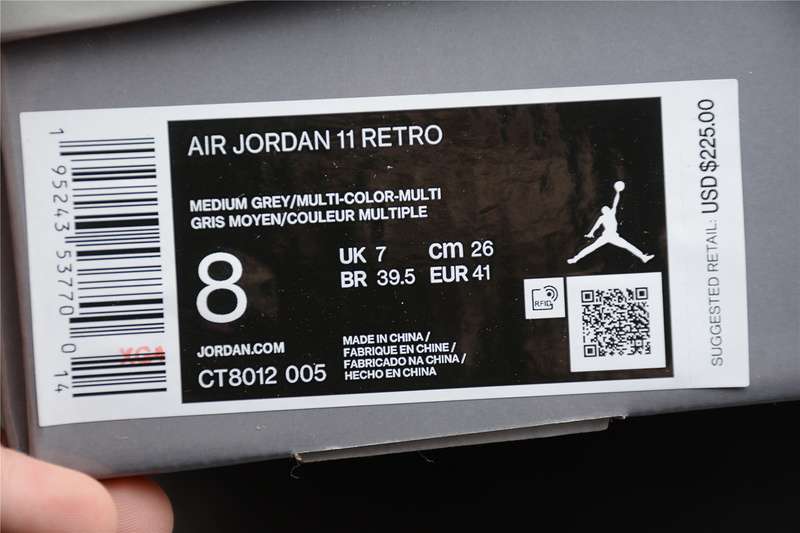 AIR JORDAN 11 RETRO
MEDIUM GREY/MULTI-COLOR-MULTI
GRIS MOYEN/COULEUR MULTIPLE
8
UK 7
cm 26
BR 39.5
EUR 41
RFID
JORDAN.COM
CT8012 005
MADE IN CHINA /
FABRIQUE EN CHINE /
FABRICADO NA CHINA /
HECHO EN CHINA
1 95243 53770 014
SUGGESTED RETAIL: USD $225.00